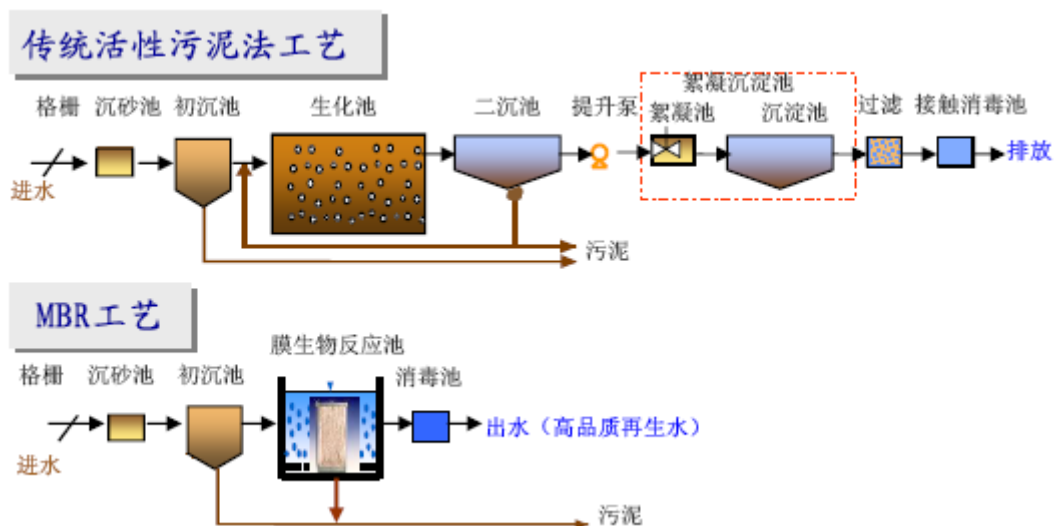 传统活性污泥法工艺
絮凝沉淀池
格栅 沉砂池 初沉池 生化池 二沉池 提升泵 絮凝池 沉淀池 过滤 接触消毒池
进水
排放
污泥
MBR工艺
膜生物反应池
格栅 沉砂池 初沉池 消毒池
出水（高品质再生水）
进水
污泥